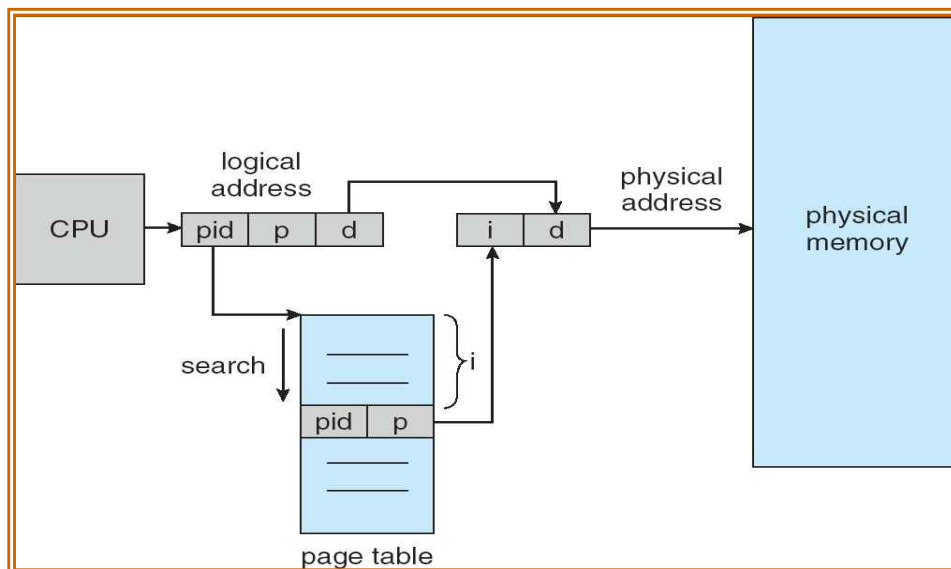 logical
address
physical
address
CPU
pid p d
i d
physical
memory
search
i
pid p
page table